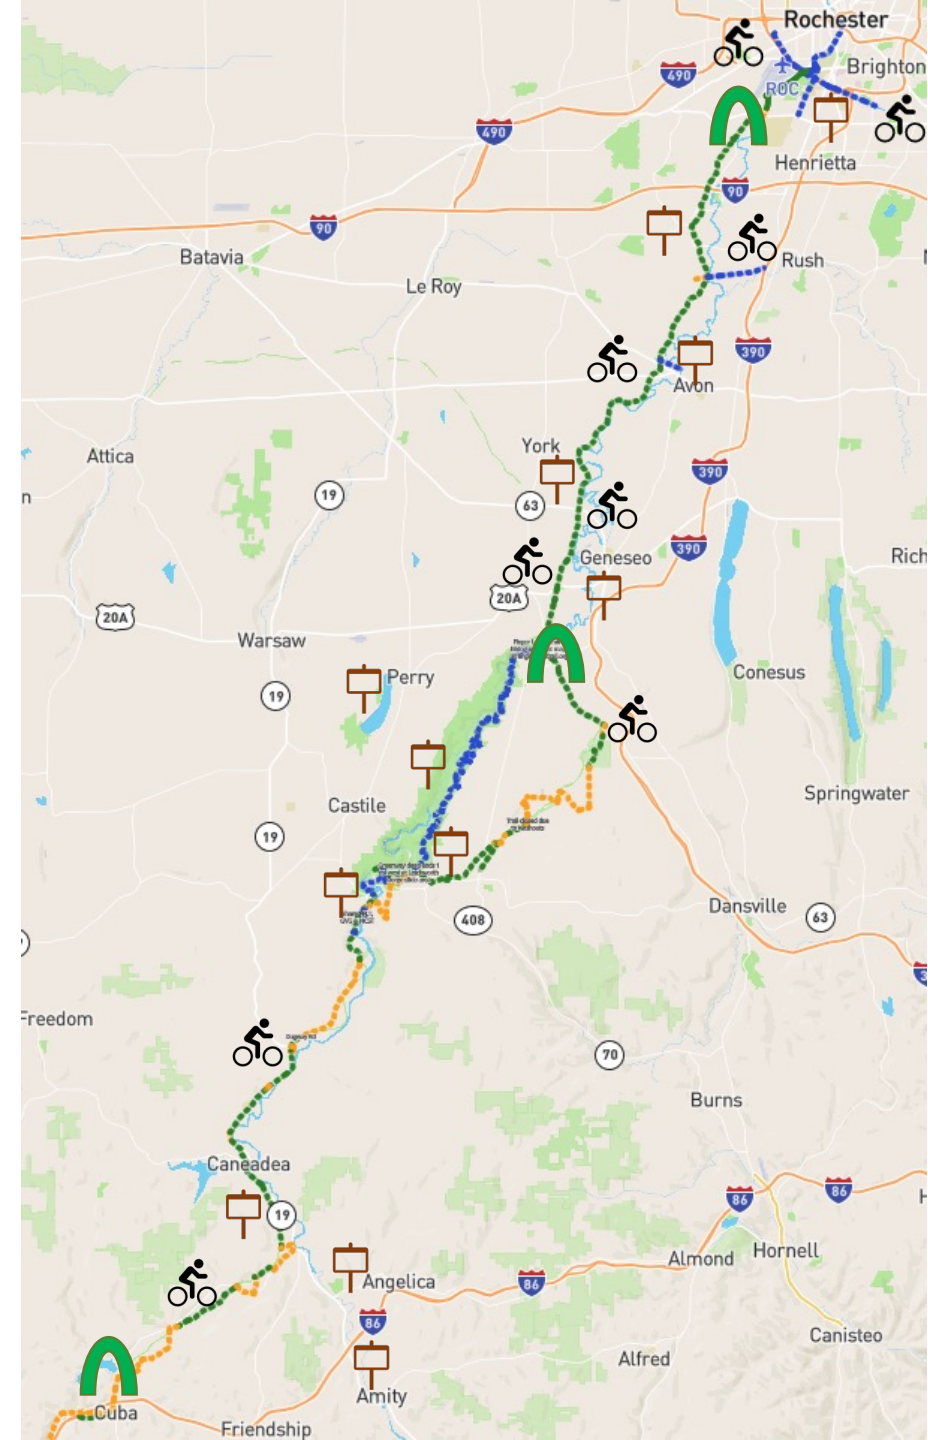 Rochester
490
Brighton
ROC
490
Henrietta
90
90
Batavia
Rush
Le Roy
390
Avon
Attica
York
390
19
63
n
390
Geneseo
Rich
20A
20A
Warsaw
Conesus
Perry
19
Springwater
Castile
19
Dansville
63
408
Freedom
70
Burns
Caneadea
86
86
19
Hornell
Almond
Angelica
86
86
Canisteo
Alfred
Amity
Cuba
Friendship